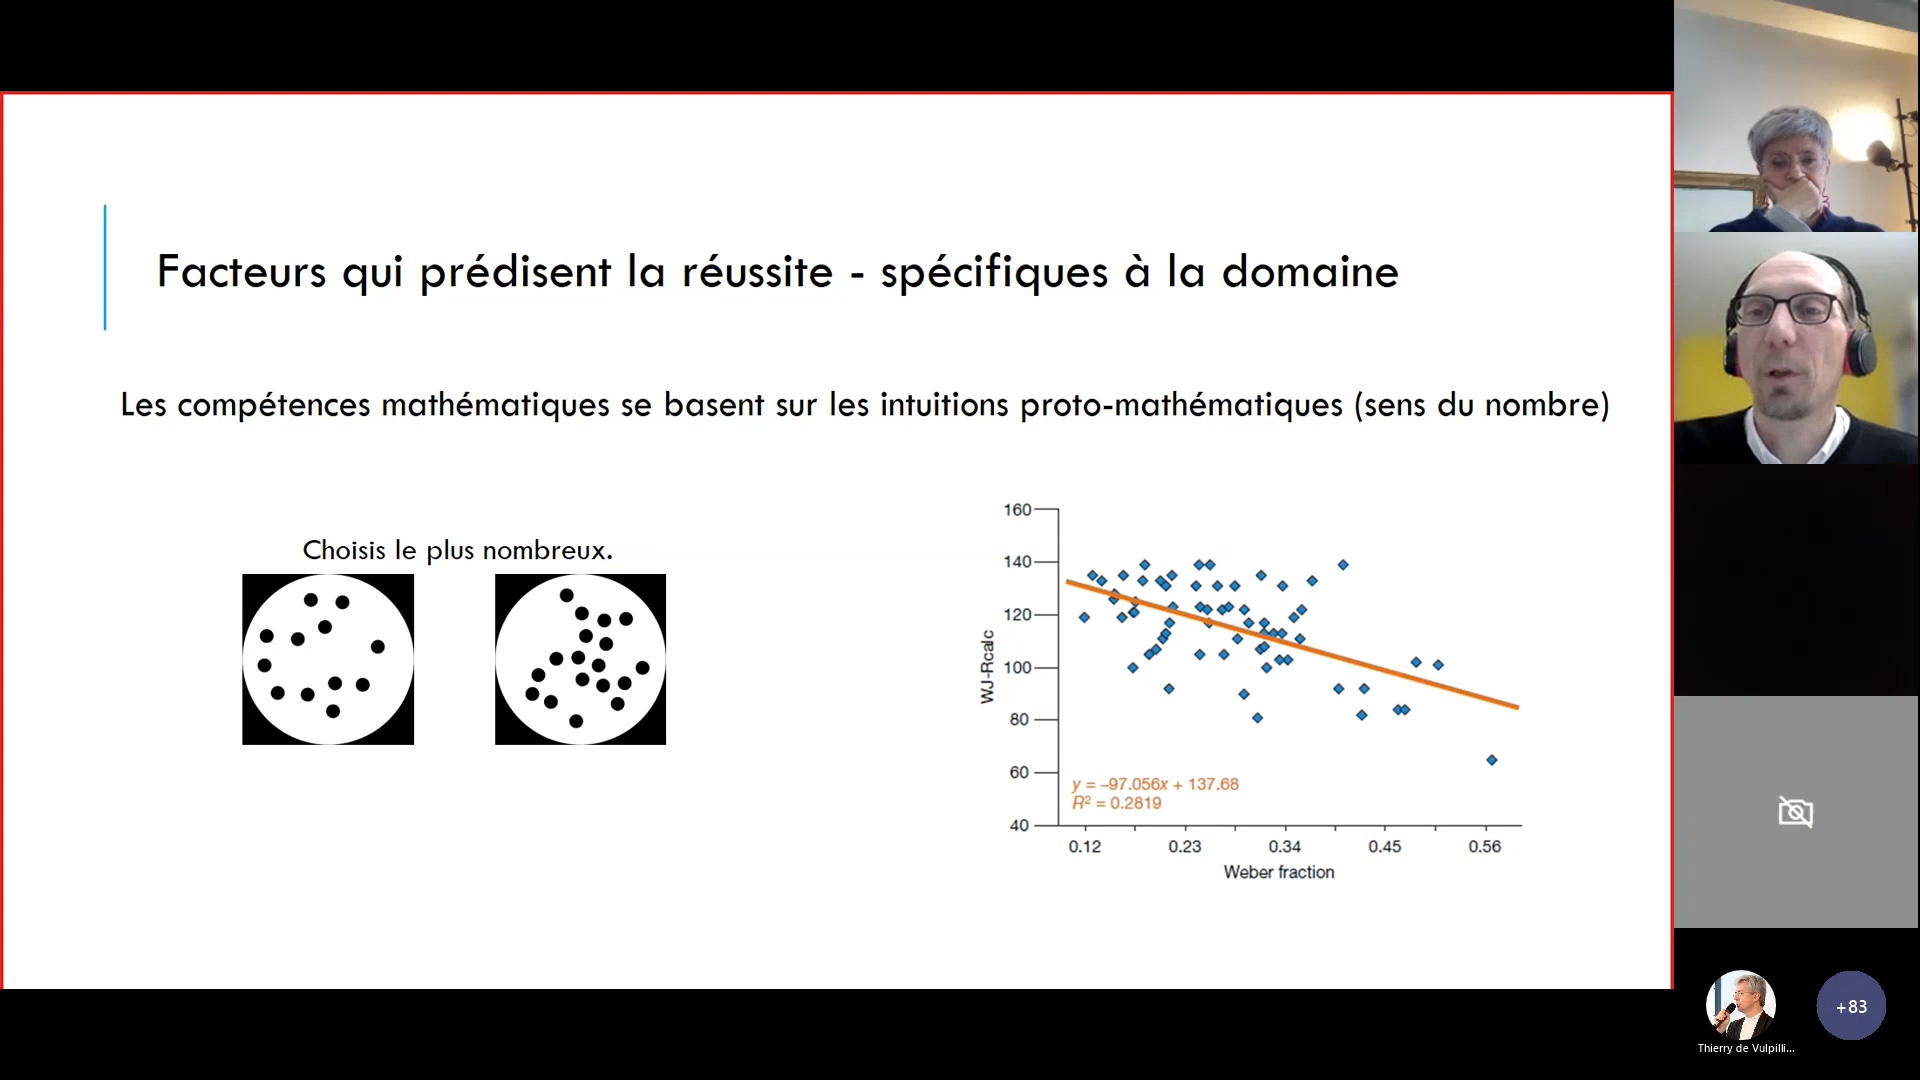 Facteurs qui prédisent la réussite - spécifiques à la domaine
Les compétences mathématiques se basent sur les intuitions proto-mathématiques (sens du nombre)
Choisis le plus nombreux.
160
140
120
100
80
60
40
WJ-Rcalc
y = –97.056x + 137.68
R² = 0.2819
0.12 0.23 0.34 0.45 0.56
Weber fraction
+83
Thierry de Vulpilli...